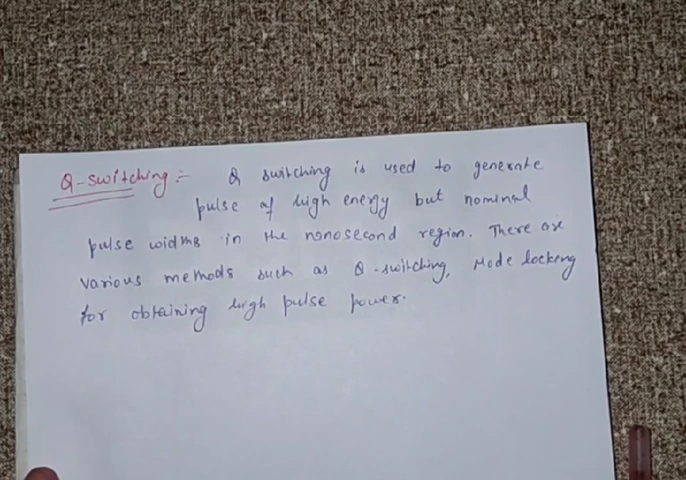 Q-switching :- Q switching is used to generate
pulse of high energy but nominal
pulse widths in the nanosecond region. There are
various methods such as Q-switching, Mode locking
for obtaining high pulse power.